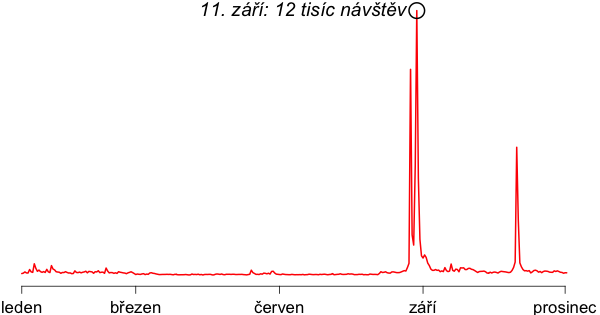 11. září: 12 tisíc návštěv
leden březen červen září prosinec